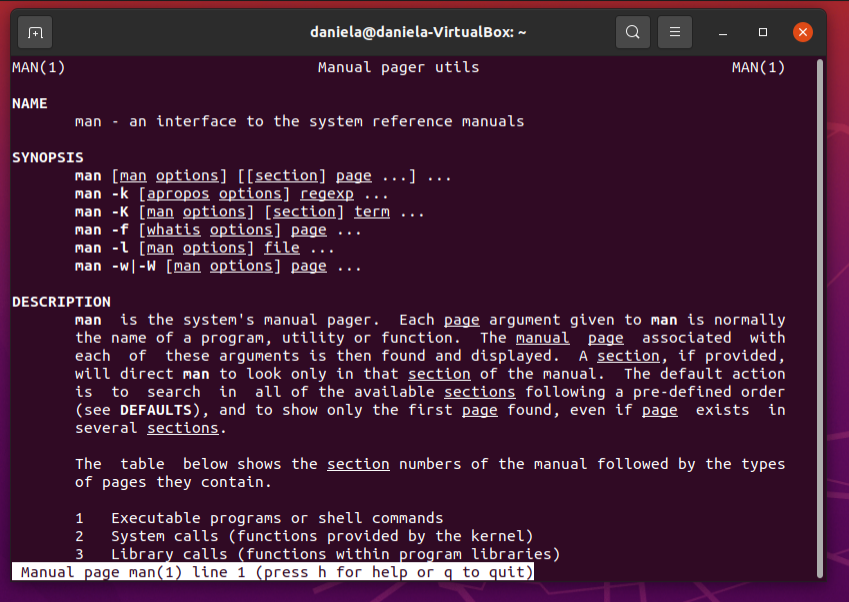 daniela@daniela-VirtualBox: ~
MAN(1) Manual pager utils MAN(1)
NAME
man - an interface to the system reference manuals
SYNOPSIS
man [man options] [[section] page ...] ...
man -k [apropos options] regexp ...
man -K [man options] [section] term ...
man -f [whatis options] page ...
man -l [man options] file ...
man -w|-W [man options] page ...
DESCRIPTION
man  is the system's manual pager.  Each page argument given to man is normally
the name of a program, utility or function.  The manual  page  associated  with
each  of  these arguments is then found and displayed.  A section, if provided,
will direct man to look only in that section of the manual.  The default action
is  to  search  in  all of the available sections following a pre-defined order
(see DEFAULTS), and to show only the first page found, even if page  exists  in
several sections.
The  table  below shows the section numbers of the manual followed by the types
of pages they contain.
1   Executable programs or shell commands
2   System calls (functions provided by the kernel)
3   Library calls (functions within program libraries)
Manual page man(1) line 1 (press h for help or q to quit)